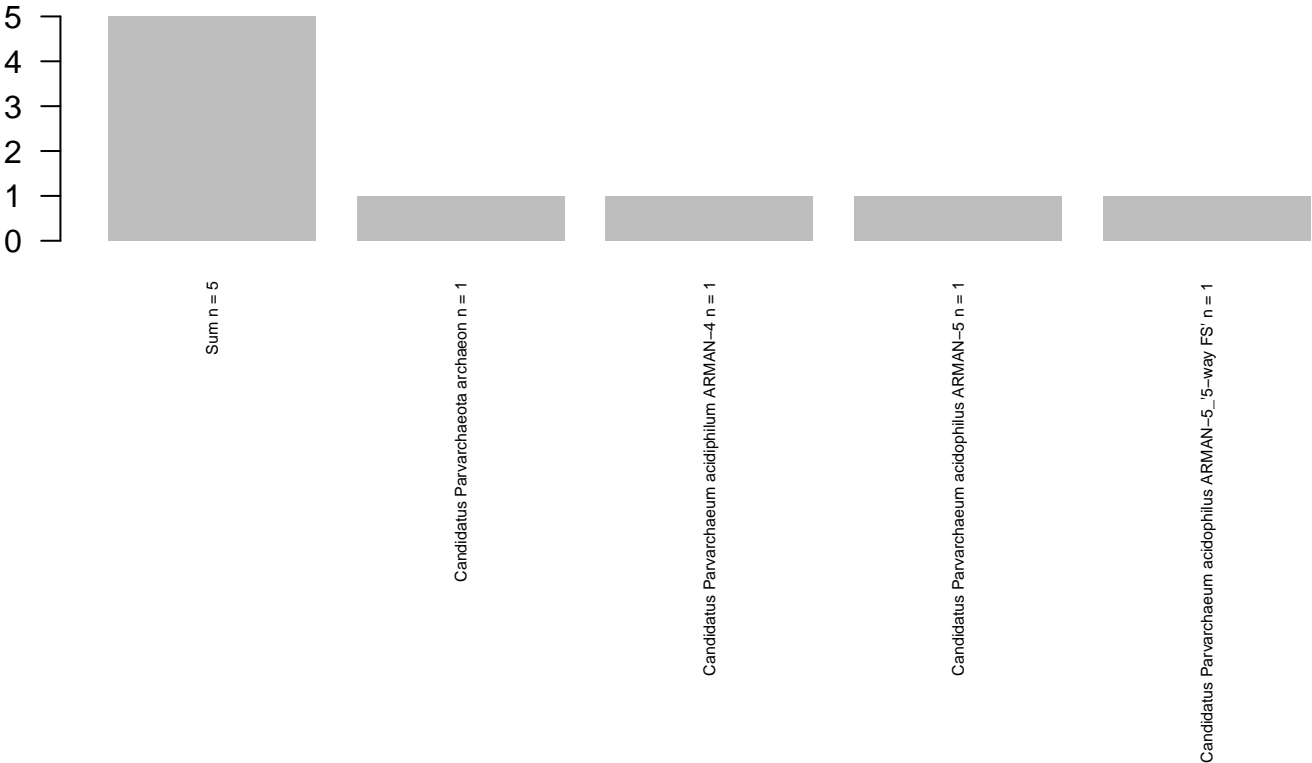 5
4
3
2
1
0
Sum n = 5
Candidatus Parvarchaeota archaeon n = 1
Candidatus Parvarchaeum acidiphilum ARMAN−4 n = 1
Candidatus Parvarchaeum acidophilus ARMAN−5 n = 1
Candidatus Parvarchaeum acidophilus ARMAN−5_'5−way FS' n = 1